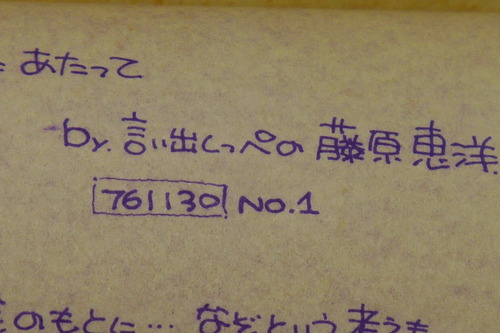 あたって
by. 言い出しっぺの 藤原 恵洋
761130 NO.1
のもとに… などという 考えも